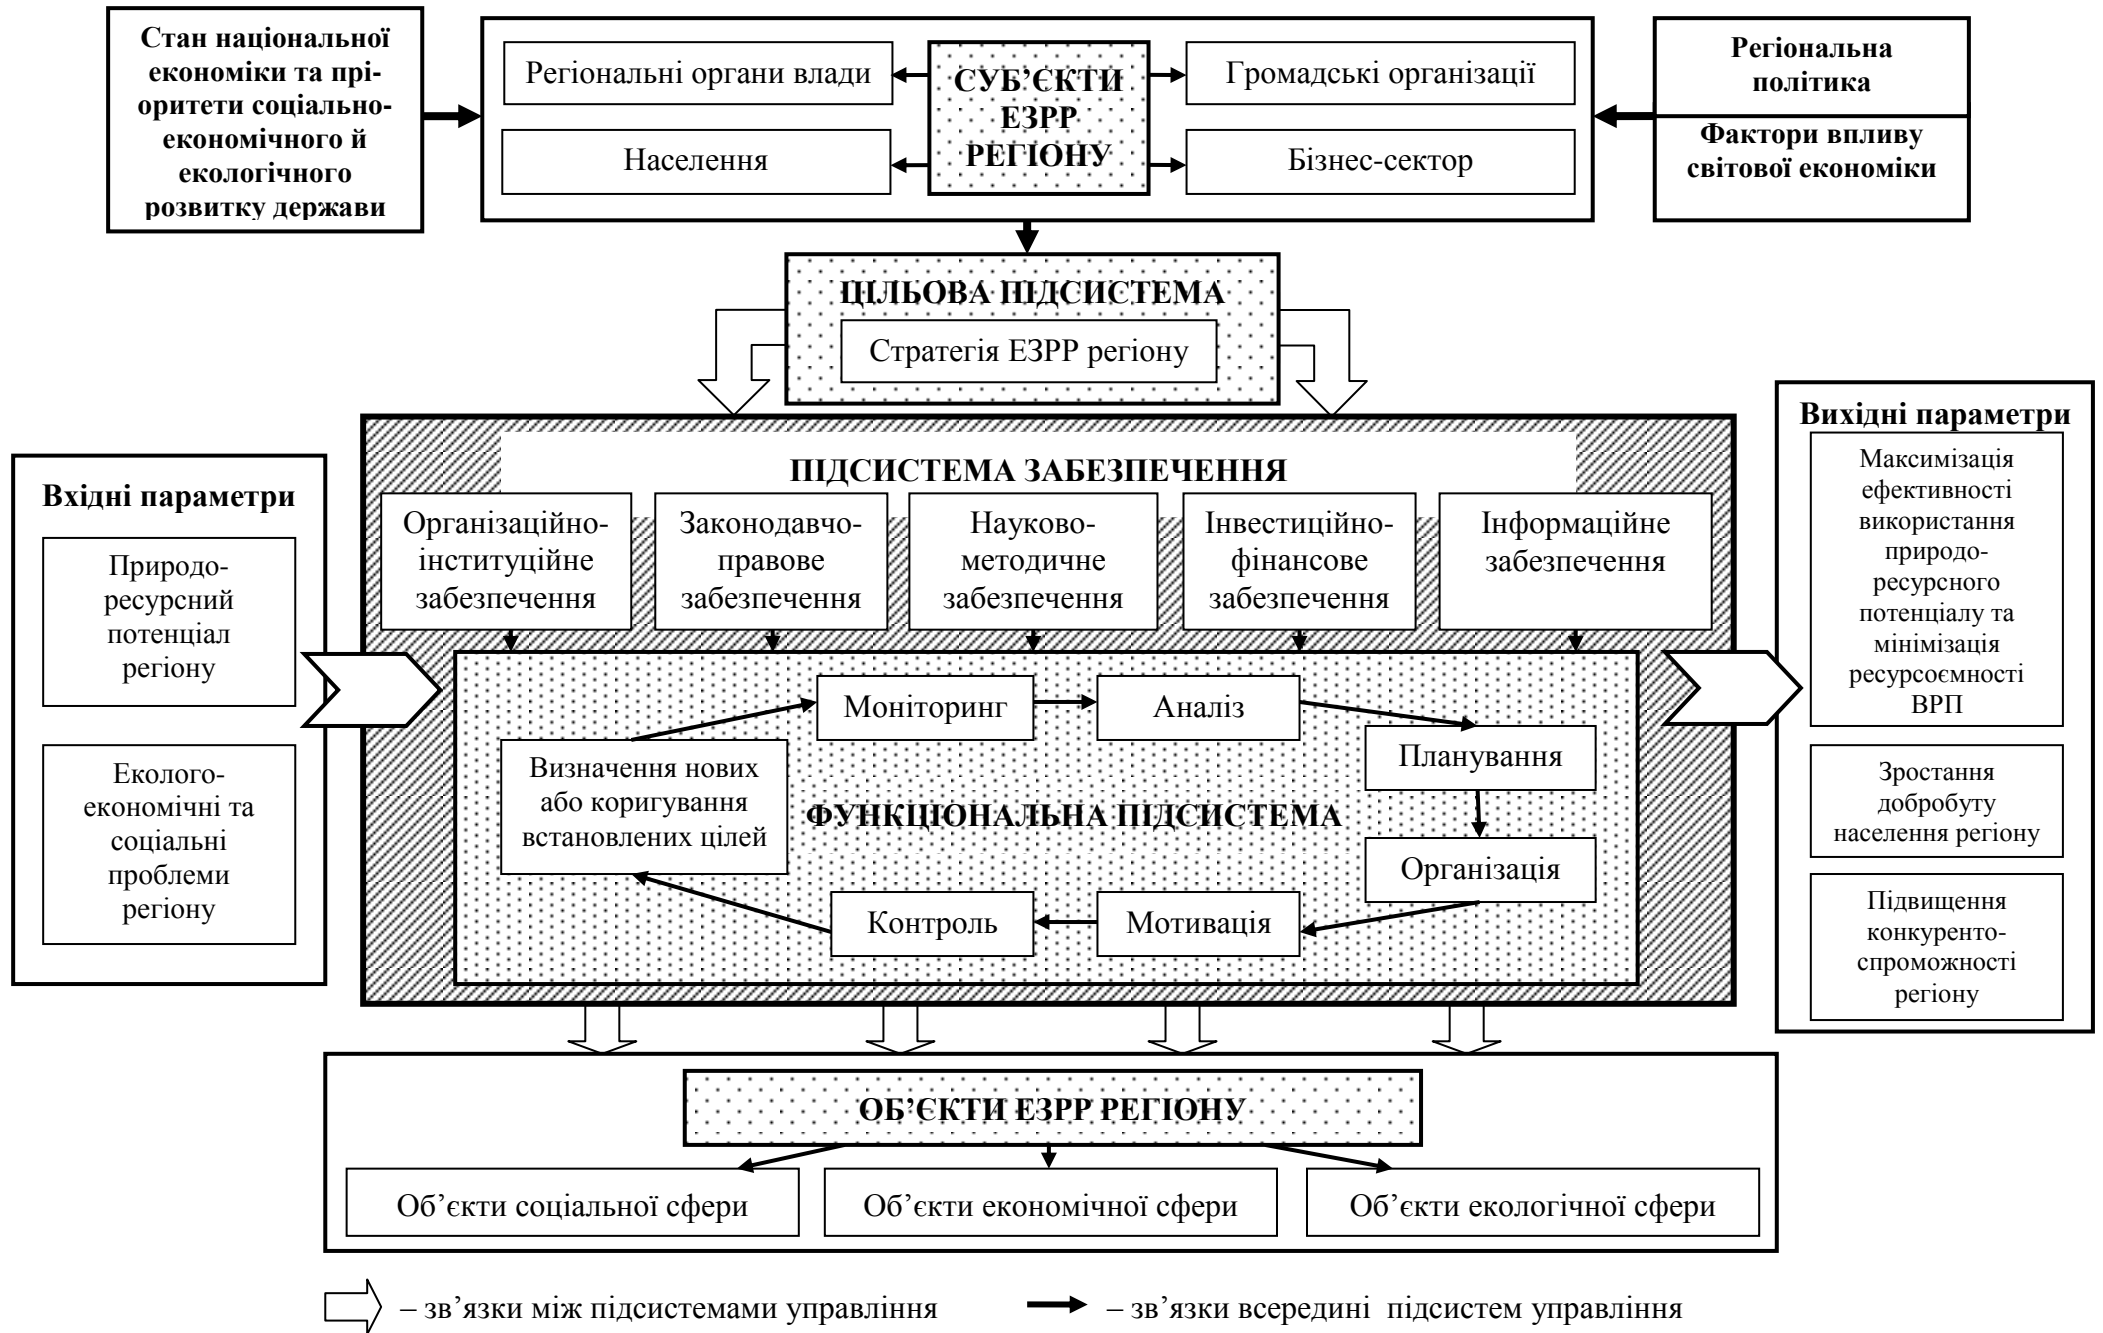 Стан національної
економіки та прі-
оритети соціально-
економічного й
екологічного
розвитку держави
Регіональні органи влади
Населення
СУБ’ЄКТИ
ЕЗРР
РЕГІОНУ
Громадські організації
Бізнес-сектор
Регіональна
політика
Фактори впливу
світової економіки
ЦІЛЬОВА ПІДСИСТЕМА
Стратегія ЕЗРР регіону
Вхідні параметри
Природо-
ресурсний
потенціал
регіону
Еколого-
економічні та
соціальні
проблеми
регіону
ПІДСИСТЕМА ЗАБЕЗПЕЧЕННЯ
Організаційно-
інституційне
забезпечення
Законодавчо-
правове
забезпечення
Науково-
методичне
забезпечення
Інвестиційно-
фінансове
забезпечення
Інформаційне
забезпечення
Моніторинг
Аналіз
Планування
Визначення нових
або коригування
встановлених цілей
ФУНКЦІОНАЛЬНА ПІДСИСТЕМА
Організація
Контроль
Мотивація
Вихідні параметри
Максимізація
ефективності
використання
природо-
ресурсного
потенціалу та
мінімізація
ресурсоємності
ВРП
Зростання
добробуту
населення регіону
Підвищення
конкуренто-
спроможності
регіону
ОБ’ЄКТИ ЕЗРР РЕГІОНУ
Об’єкти соціальної сфери
Об’єкти економічної сфери
Об’єкти екологічної сфери
– зв’язки між підсистемами управління
– зв’язки всередині підсистем управління